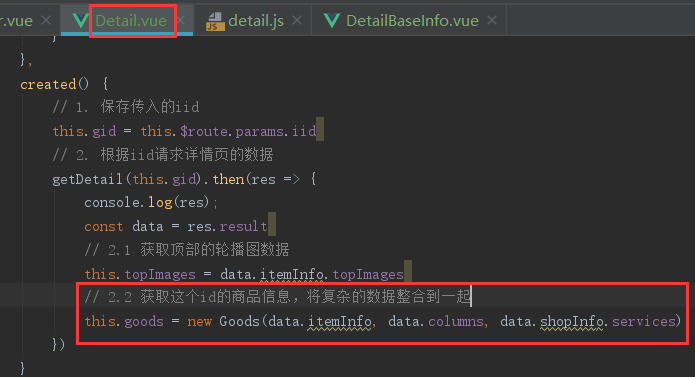 r.vue × Detail.vue × detail.js × DetailBaseInfo.vue ×
}
},
created() {
// 1. 保存传入的iid
this.gid = this.$route.params.iid
// 2. 根据iid请求详情页的数据
getDetail(this.gid).then(res => {
console.log(res);
const data = res.result
// 2.1 获取顶部的轮播图数据
this.topImages = data.itemInfo.topImages
// 2.2 获取这个id的商品信息，将复杂的数据整合到一起
this.goods = new Goods(data.itemInfo, data.columns, data.shopInfo.services)
})
}